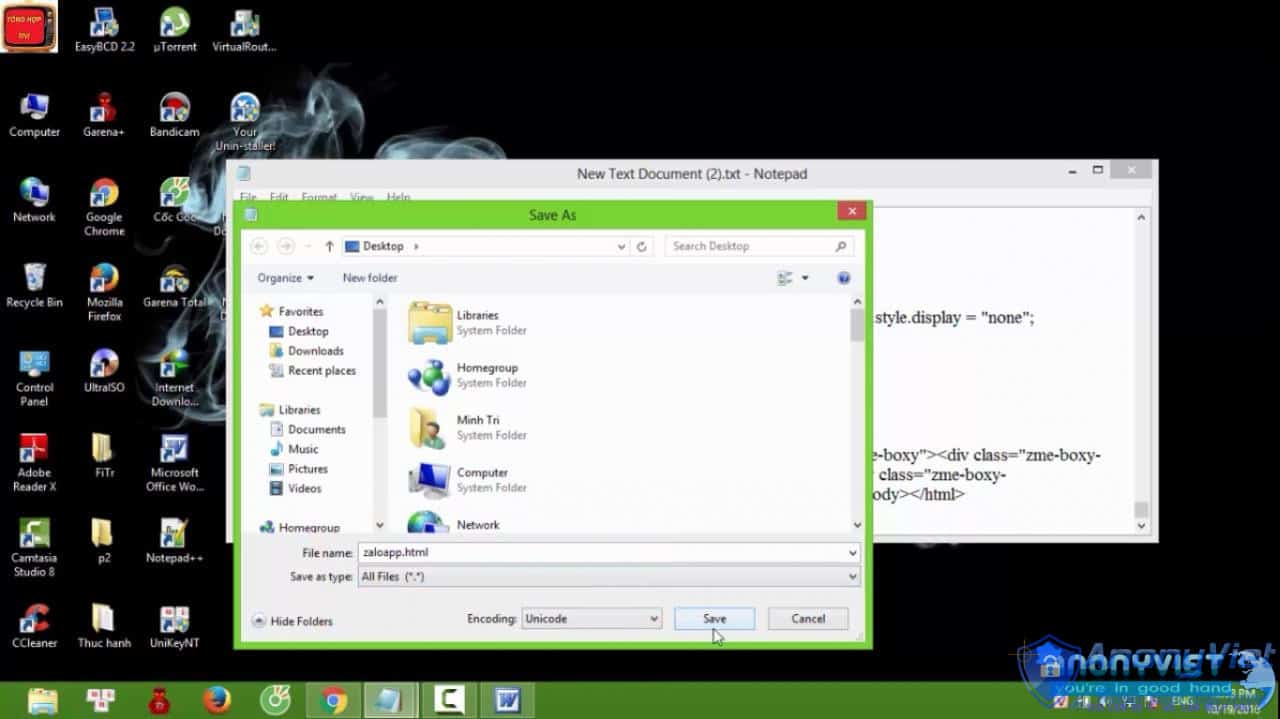 TỔNG HỢP
EasyBCD 2.2
µTorrent
VirtualRout...
Computer
Garena+
Bandicam
Your
Unin-staller!
Network
Google
Chrome
Cốc Cốc
Recycle Bin
Mozilla
Firefox
Garena Total
Control
Panel
UltraISO
Internet
Downlo...
Adobe
Reader X
FiTr
Microsoft
Office Wo...
Camtasia
Studio 8
p2
Notepad++
CCleaner
Thuc hanh
UniKeyNT
New Text Document (2).txt - Notepad
File Edit Format View Help
style.display = "none";
e-boxy"><div class="zme-boxy-
class="zme-boxy-
ody></html>
Save As
Desktop
Search Desktop
Organize
New folder
Favorites
Desktop
Downloads
Recent places
Libraries
Documents
Music
Pictures
Videos
Homegroup
Libraries
System Folder
Homegroup
System Folder
Minh Tri
System Folder
Computer
System Folder
Network
File name: zaloapp.html
Save as type: All Files (*.*)
Hide Folders
Encoding: Unicode
Save
Cancel
AnonyViet
ANONYVIET
you're in good hand
ENG
PM
10/19/2016